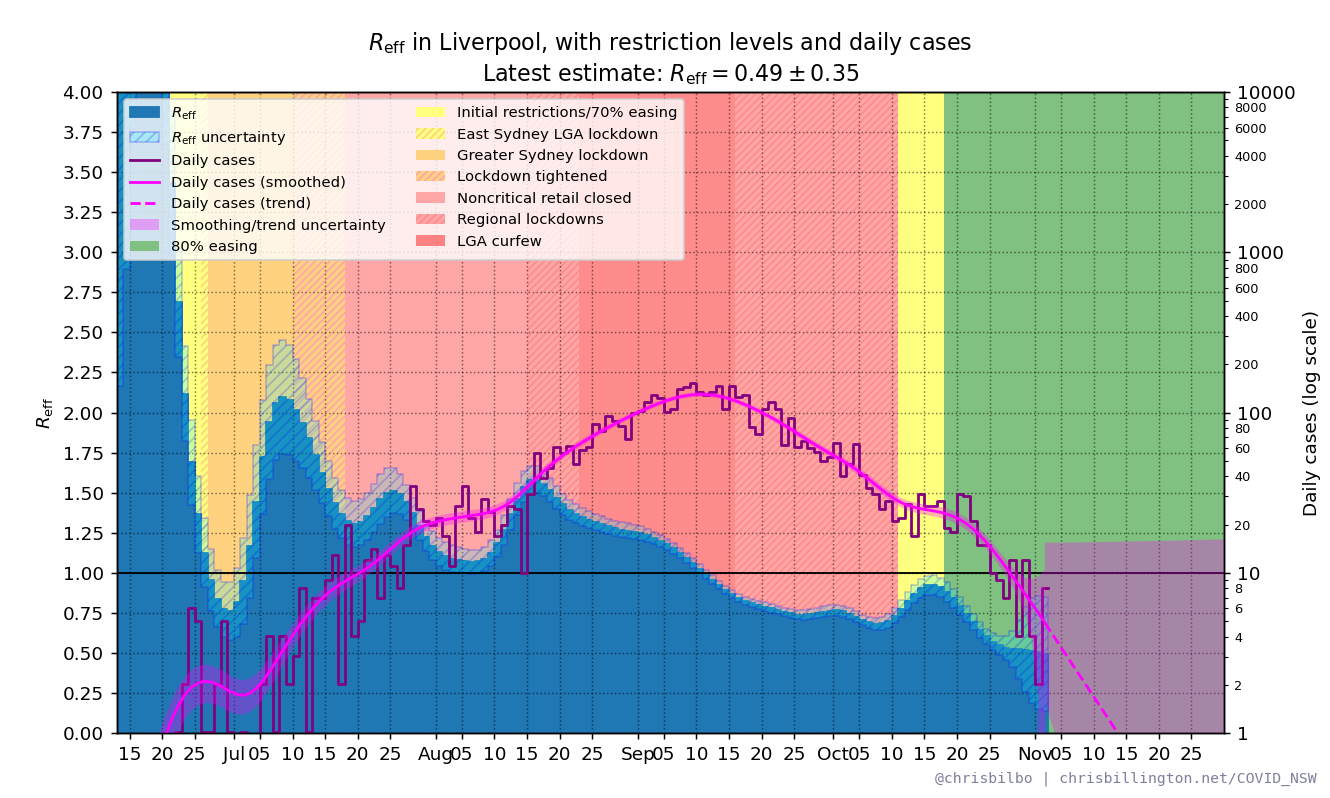 Reff in Liverpool, with restriction levels and daily cases
Latest estimate: Reff = 0.49 ± 0.35
Reff
Reff uncertainty
Daily cases
Daily cases (smoothed)
Daily cases (trend)
Smoothing/trend uncertainty
80% easing
Initial restrictions/70% easing
East Sydney LGA lockdown
Greater Sydney lockdown
Lockdown tightened
Noncritical retail closed
Regional lockdowns
LGA curfew
Reff
4.00
3.75
3.50
3.25
3.00
2.75
2.50
2.25
2.00
1.75
1.50
1.25
1.00
0.75
0.50
0.25
0.00
10000
8000
6000
4000
2000
1000
800
600
400
200
100
80
60
40
20
10
8
6
4
2
1
Daily cases (log scale)
15 20 25 Jul 05 10 15 20 25 Aug 05 10 15 20 25 Sep 05 10 15 20 25 Oct 05 10 15 20 25 Nov 05 10 15 20 25
@chrisbilbo | chrisbillington.net/COVID_NSW